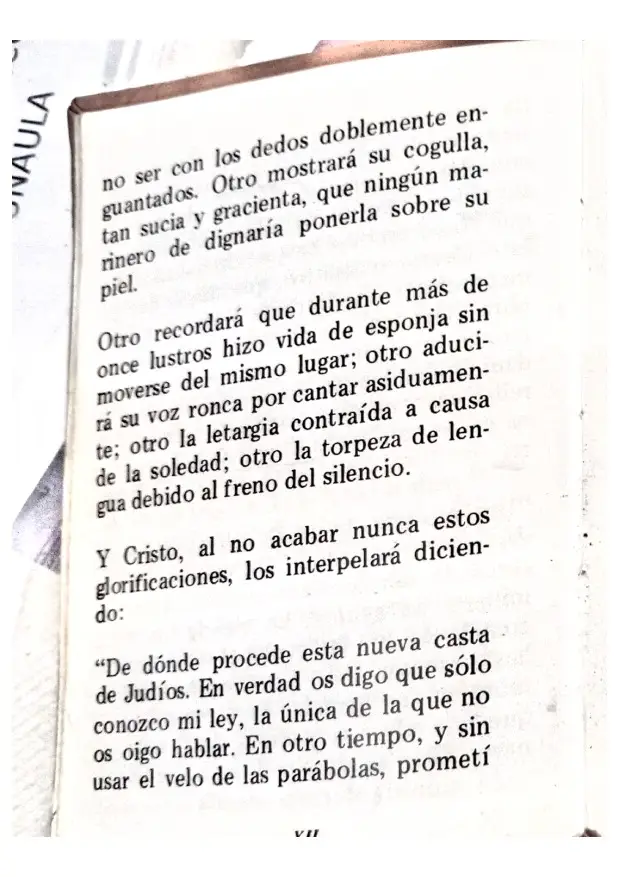 UNAULA
no ser con los dedos doblemente en-
guantados. Otro mostrará su cogulla,
tan sucia y gracienta, que ningún ma-
rinero de dignaría ponerla sobre su
piel.
Otro recordará que durante más de
once lustros hizo vida de esponja sin
moverse del mismo lugar; otro aduci-
rá su voz ronca por cantar asiduamen-
te; otro la letargia contraída a causa
de la soledad; otro la torpeza de len-
gua debido al freno del silencio.
Y Cristo, al no acabar nunca estos
glorificaciones, los interpelará dicien-
do:
“De dónde procede esta nueva casta
de Judíos. En verdad os digo que sólo
conozco mi ley, la única de la que no
os oigo hablar. En otro tiempo, y sin
usar el velo de las parábolas, prometí
XII